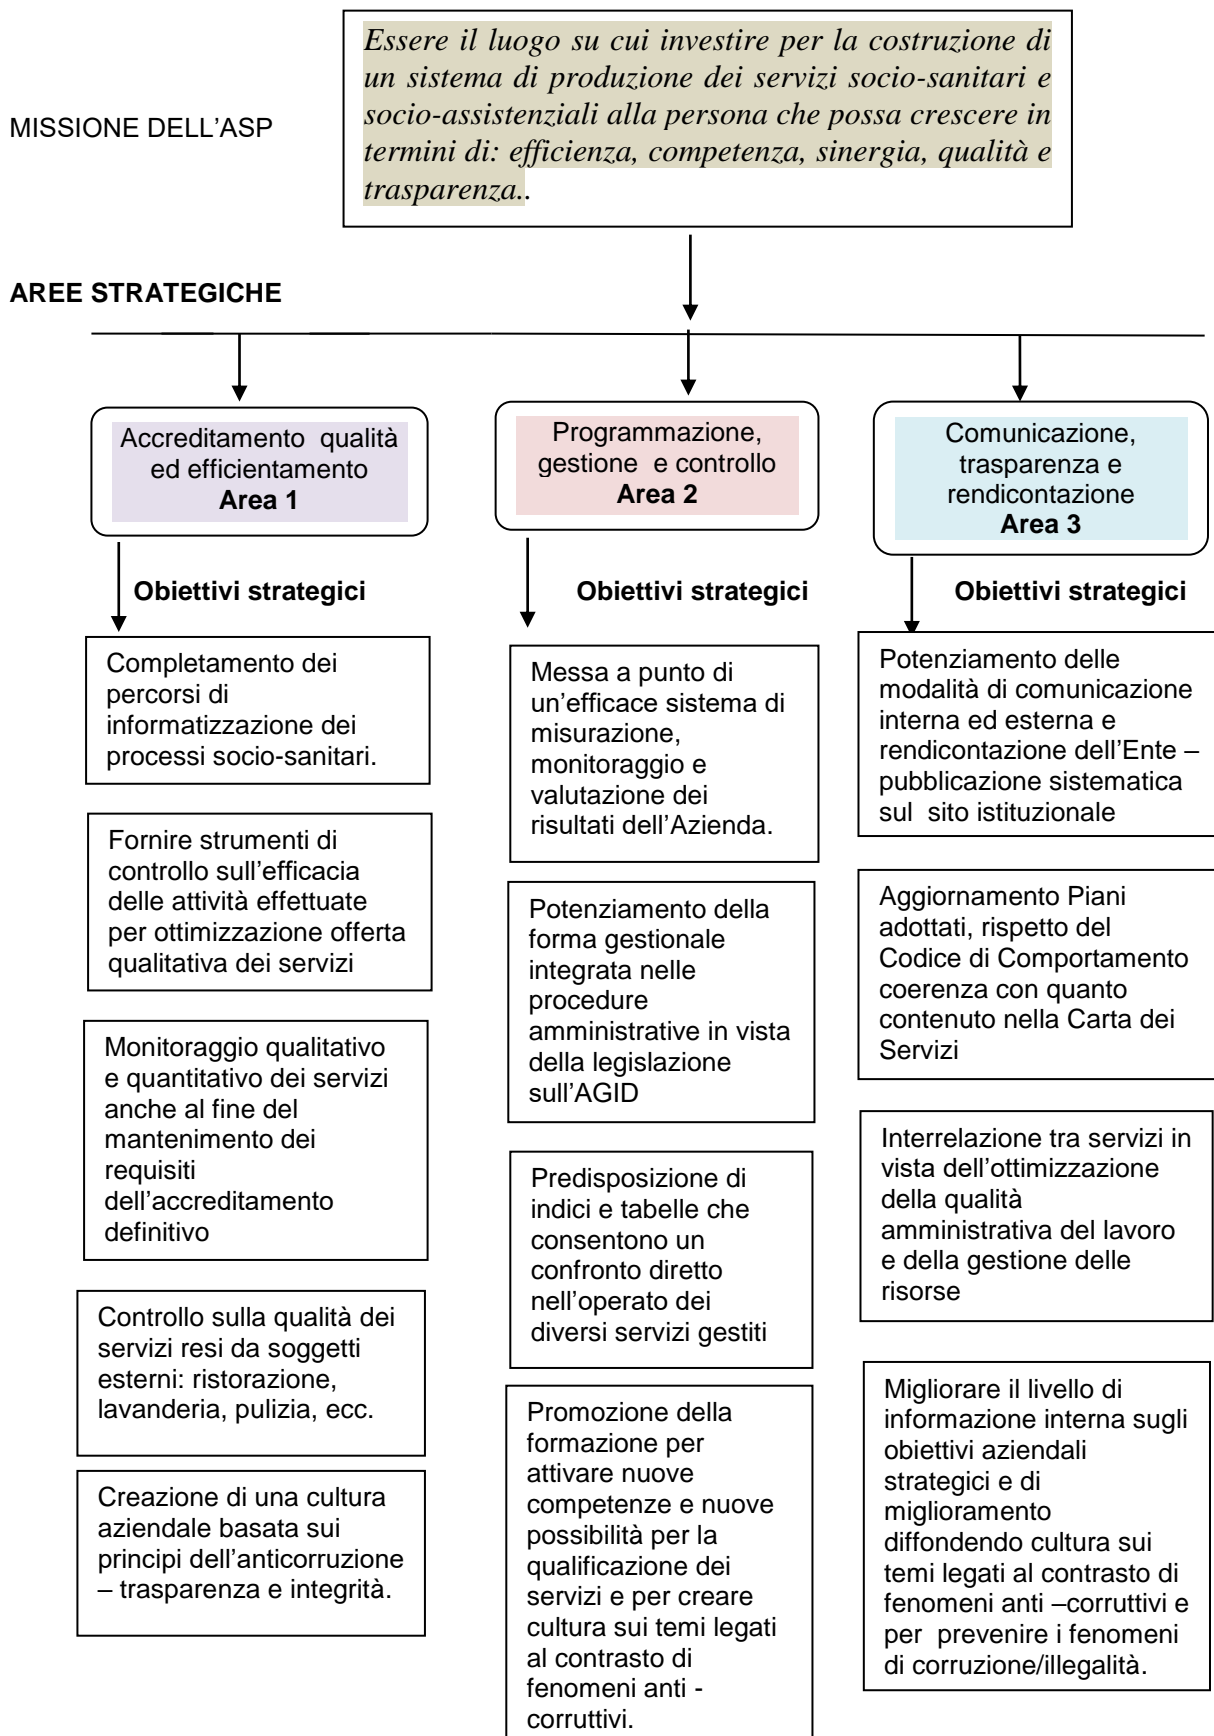 MISSIONE DELL'ASP
Essere il luogo su cui investire per la costruzione di
un sistema di produzione dei servizi socio-sanitari e
socio-assistenziali alla persona che possa crescere in
termini di: efficienza, competenza, sinergia, qualità e
trasparenza..
AREE STRATEGICHE
Accreditamento qualità
ed efficientamento
Area 1
Obiettivi strategici
Completamento dei
percorsi di
informatizzazione dei
processi socio-sanitari.
Fornire strumenti di
controllo sull'efficacia
delle attività effettuate
per ottimizzazione offerta
qualitativa dei servizi
Monitoraggio qualitativo
e quantitativo dei servizi
anche al fine del
mantenimento dei
requisiti
dell'accreditamento
definitivo
Controllo sulla qualità dei
servizi resi da soggetti
esterni: ristorazione,
lavanderia, pulizia, ecc.
Creazione di una cultura
aziendale basata sui
principi dell'anticorruzione
– trasparenza e integrità.
Programmazione,
gestione e controllo
Area 2
Obiettivi strategici
Messa a punto di
un'efficace sistema di
misurazione,
monitoraggio e
valutazione dei
risultati dell'Azienda.
Potenziamento della
forma gestionale
integrata nelle
procedure
amministrative in vista
della legislazione
sull'AGID
Predisposizione di
indici e tabelle che
consentono un
confronto diretto
nell'operato dei
diversi servizi gestiti
Promozione della
formazione per
attivare nuove
competenze e nuove
possibilità per la
qualificazione dei
servizi e per creare
cultura sui temi legati
al contrasto di
fenomeni anti -
corruttivi.
Comunicazione,
trasparenza e
rendicontazione
Area 3
Obiettivi strategici
Potenziamento delle
modalità di comunicazione
interna ed esterna e
rendicontazione dell'Ente –
pubblicazione sistematica
sul sito istituzionale
Aggiornamento Piani
adottati, rispetto del
Codice di Comportamento
coerenza con quanto
contenuto nella Carta dei
Servizi
Interrelazione tra servizi in
vista dell'ottimizzazione
della qualità
amministrativa del lavoro
e della gestione delle
risorse
Migliorare il livello di
informazione interna sugli
obiettivi aziendali
strategici e di
miglioramento
diffondendo cultura sui
temi legati al contrasto di
fenomeni anti –corruttivi e
per prevenire i fenomeni
di corruzione/illegalità.